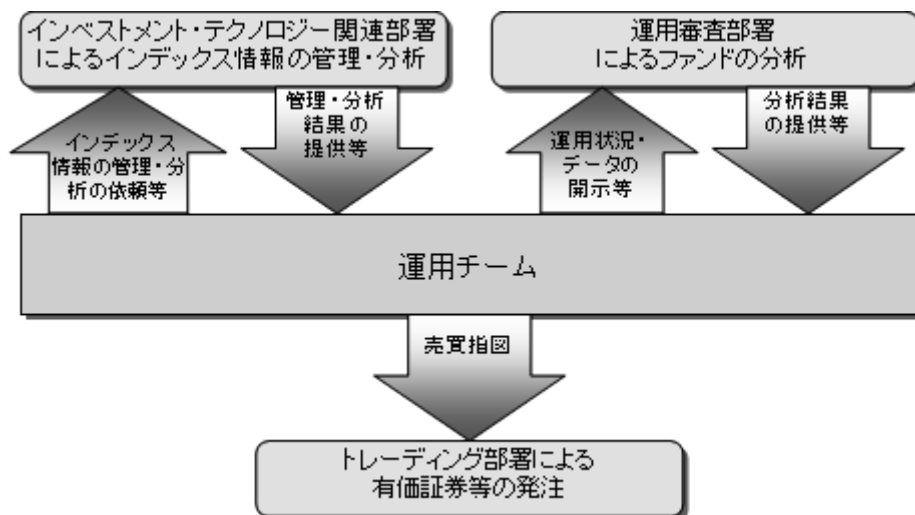 インベストメント・テクノロジー関連部署
によるインデックス情報の管理・分析
運用審査部署
によるファンドの分析
インデックス
情報の管理・分
析の依頼等
管理・分析
結果の
提供等
運用状況・
データの
開示等
分析結果
の提供等
運用チーム
売買指図
トレーディング部署による
有価証券等の発注